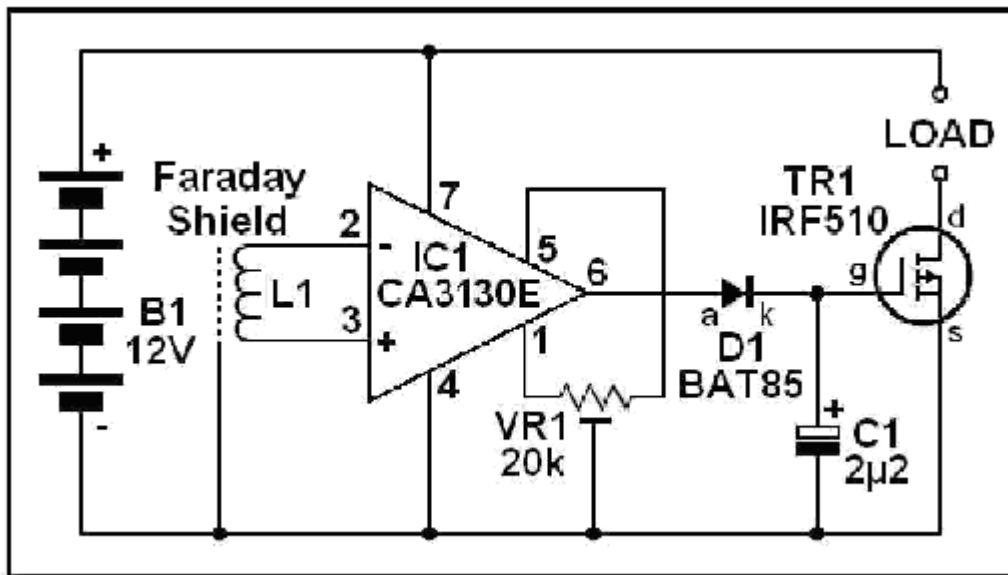 +
Faraday
Shield
B1
12V
-
L1
2
3
-
+
7
IC1
CA3130E
5
6
1
4
VR1
20k
a
k
D1
BAT85
+
C1
2µ2
LOAD
TR1
IRF510
d
g
s